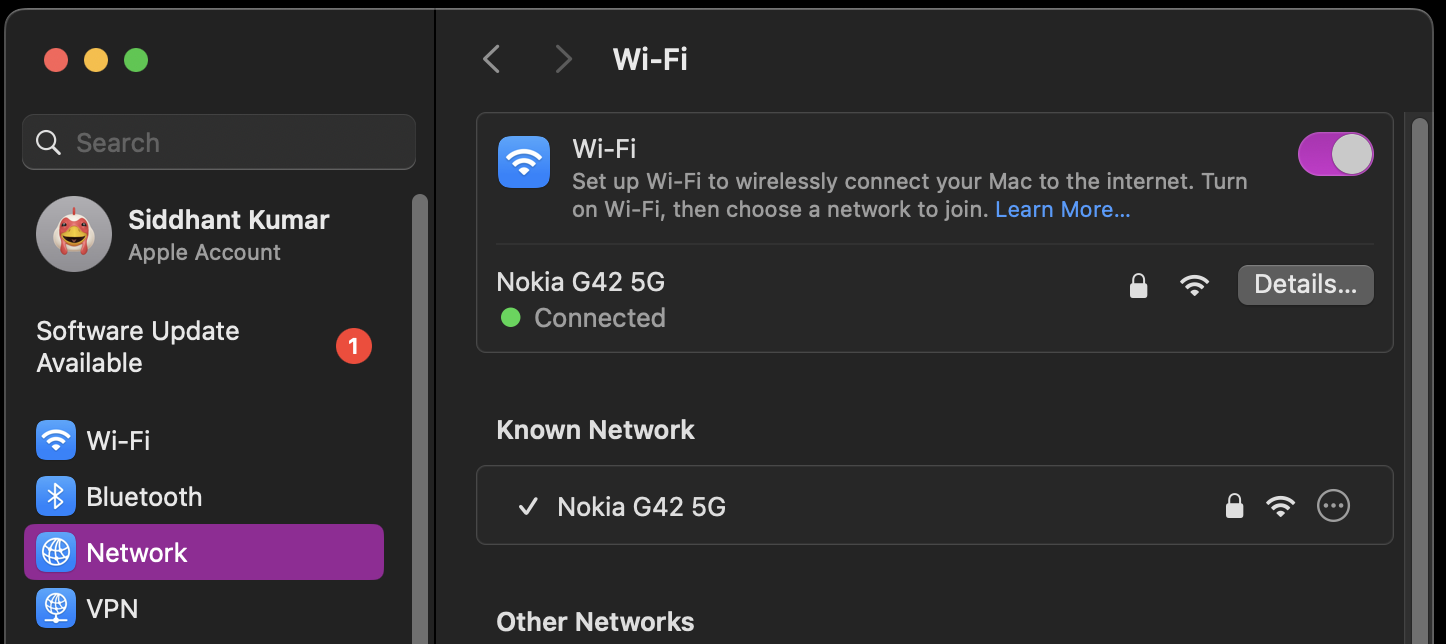 Wi-Fi
Search
Siddhant Kumar
Apple Account
Software Update
Available
1
Wi-Fi
Bluetooth
Network
VPN
Wi-Fi
Set up Wi-Fi to wirelessly connect your Mac to the internet. Turn
on Wi-Fi, then choose a network to join. Learn More...
Nokia G42 5G
Details...
Connected
Known Network
Nokia G42 5G
Other Networks